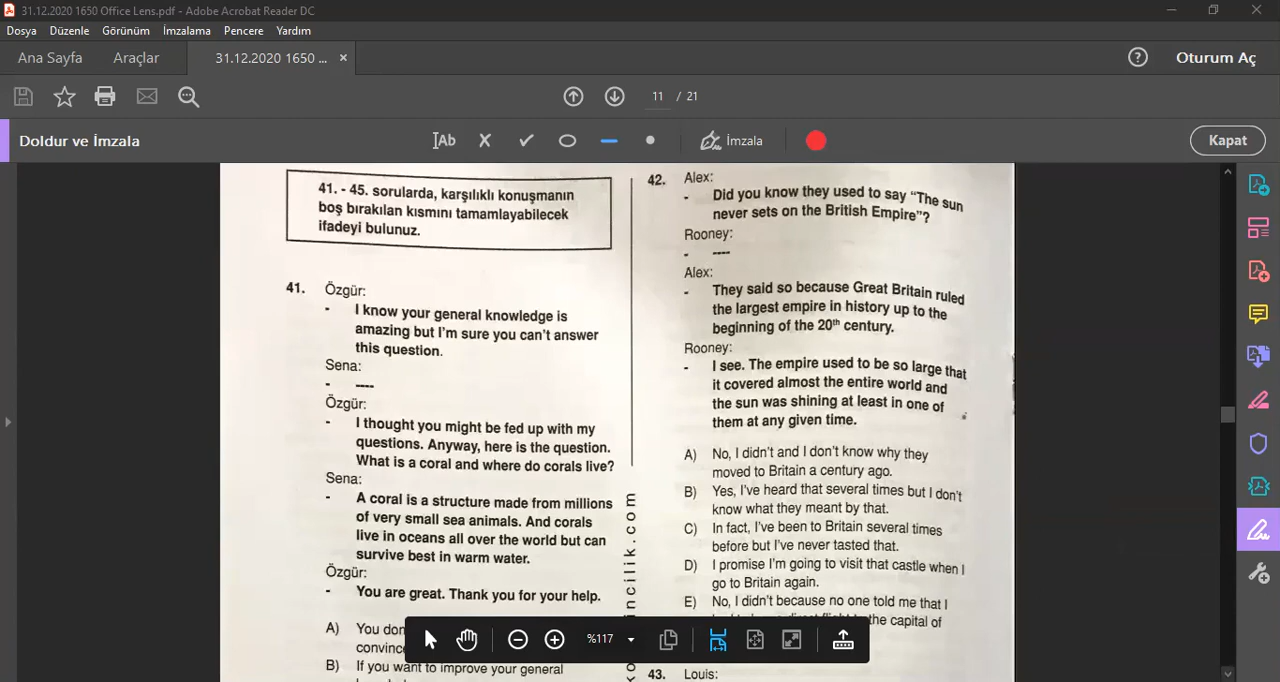 31.12.2020 1650 Office Lens.pdf - Adobe Acrobat Reader DC
Dosya Düzenle Görünüm İmzalama Pencere Yardım
Ana Sayfa Araçlar 31.12.2020 1650 ... ×
? Oturum Aç
11 / 21
Doldur ve İmzala
Ab İmzala Kapat
41. - 45. sorularda, karşılıklı konuşmanın
boş bırakılan kısmını tamamlayabilecek
ifadeyi bulunuz.
41. Özgür:
- I know your general knowledge is
amazing but I'm sure you can't answer
this question.
Sena:
- ----
Özgür:
- I thought you might be fed up with my
questions. Anyway, here is the question.
What is a coral and where do corals live?
Sena:
- A coral is a structure made from millions
of very small sea animals. And corals
live in oceans all over the world but can
survive best in warm water.
Özgür:
- You are great. Thank you for your help.
A) You
B) If you want to improve your general
ncilik.com
42. Alex:
- Did you know they used to say "The sun
never sets on the British Empire"?
Rooney:
- ----
Alex:
- They said so because Great Britain ruled
the largest empire in history up to the
beginning of the 20th century.
Rooney:
- I see. The empire used to be so large that
it covered almost the entire world and
the sun was shining at least in one of
them at any given time.
A) No, I didn't and I don't know why they
moved to Britain a century ago.
B) Yes, I've heard that several times but I don't
know what they meant by that.
C) In fact, I've been to Britain several times
before but I've never tasted that.
D) I promise I'm going to visit that castle when I
go to Britain again.
E) No, I didn't because no one told me that I
the capital of
43. Louis:
%117